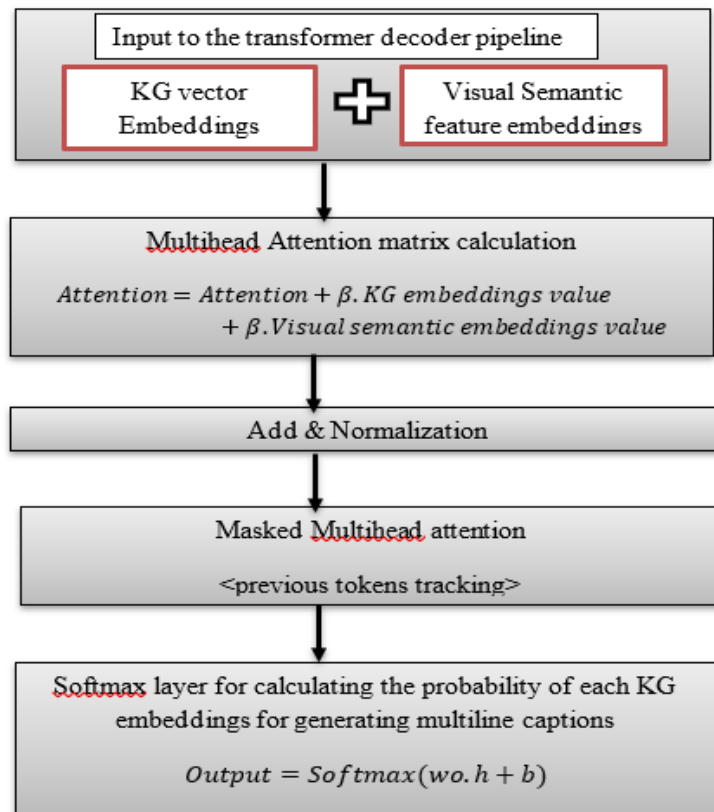 Input to the transformer decoder pipeline
KG vector
Embeddings
Visual Semantic
feature embeddings
Multihead Attention matrix calculation
Attention = Attention + β. KG embeddings value
+ β.Visual semantic embeddings value
Add & Normalization
Masked Multihead attention
<previous tokens tracking>
Softmax layer for calculating the probability of each KG
embeddings for generating multiline captions
Output = Softmax(wo. h + b)